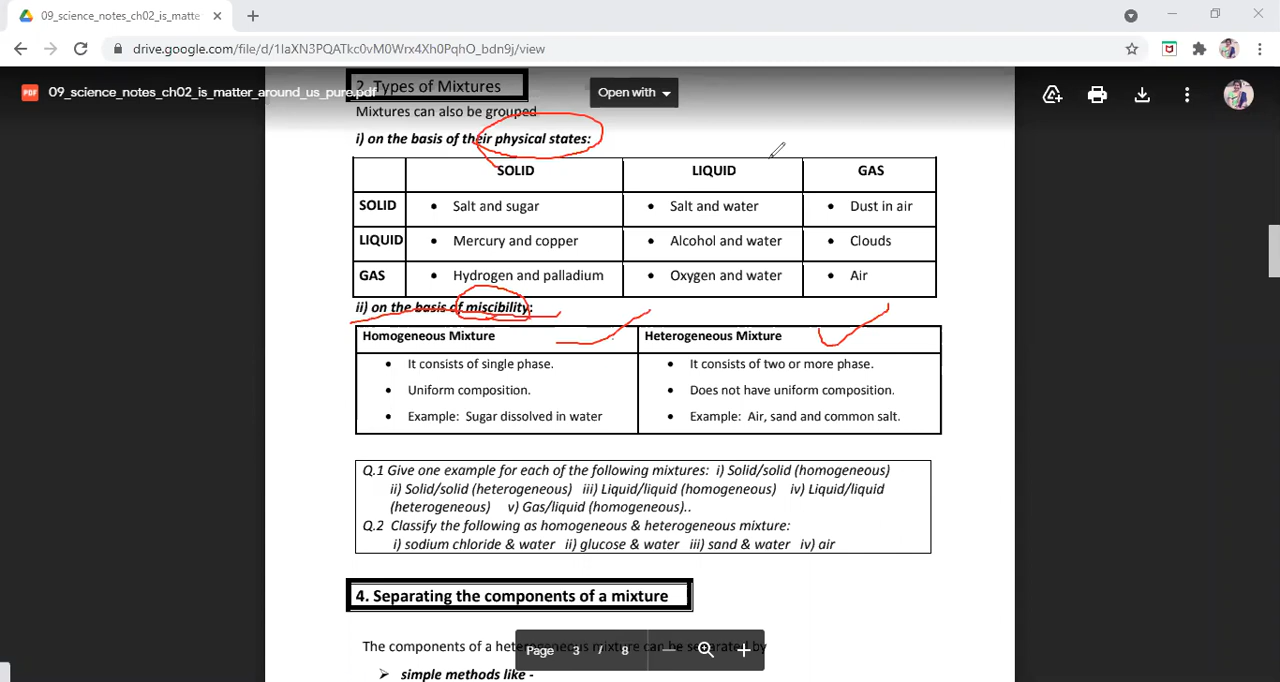 09_science_notes_ch02_is_matte
drive.google.com/file/d/1IaXN3PQATkc0vM0Wrx4Xh0PqhO_bdn9j/view
2. Types of Mixtures
09_science_notes_ch02_is_matter_around_us_pure.pdf
Open with
Mixtures can also be grouped
i) on the basis of their physical states:
SOLID LIQUID GAS
SOLID • Salt and sugar • Salt and water • Dust in air
LIQUID • Mercury and copper • Alcohol and water • Clouds
GAS • Hydrogen and palladium • Oxygen and water • Air
ii) on the basis of miscibility:
Homogeneous Mixture Heterogeneous Mixture
• It consists of single phase. • It consists of two or more phase.
• Uniform composition. • Does not have uniform composition.
• Example: Sugar dissolved in water • Example: Air, sand and common salt.
Q.1 Give one example for each of the following mixtures: i) Solid/solid (homogeneous)
ii) Solid/solid (heterogeneous) iii) Liquid/liquid (homogeneous) iv) Liquid/liquid
(heterogeneous) v) Gas/liquid (homogeneous)..
Q.2 Classify the following as homogeneous & heterogeneous mixture:
i) sodium chloride & water ii) glucose & water iii) sand & water iv) air
4. Separating the components of a mixture
The components of a heterogeneous mixture can be separated by
Page 3 / 8
➢ simple methods like -